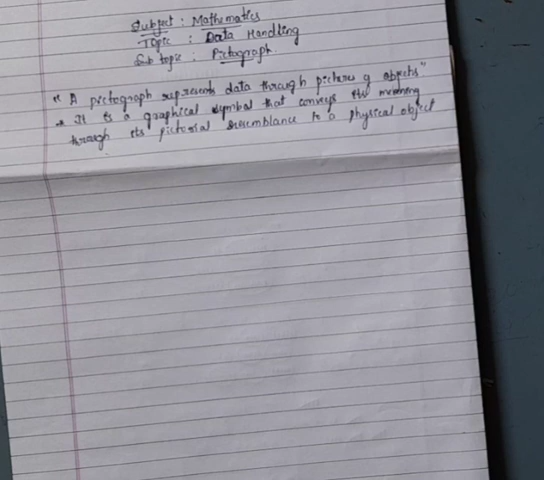 Subject : Mathematics
Topic : Data Handling
Sub topic : Pictograph
" A pictograph represents data through pictures of objects"
→ It is a graphical symbol that conveys its meaning
through its pictorial resemblance to a physical object